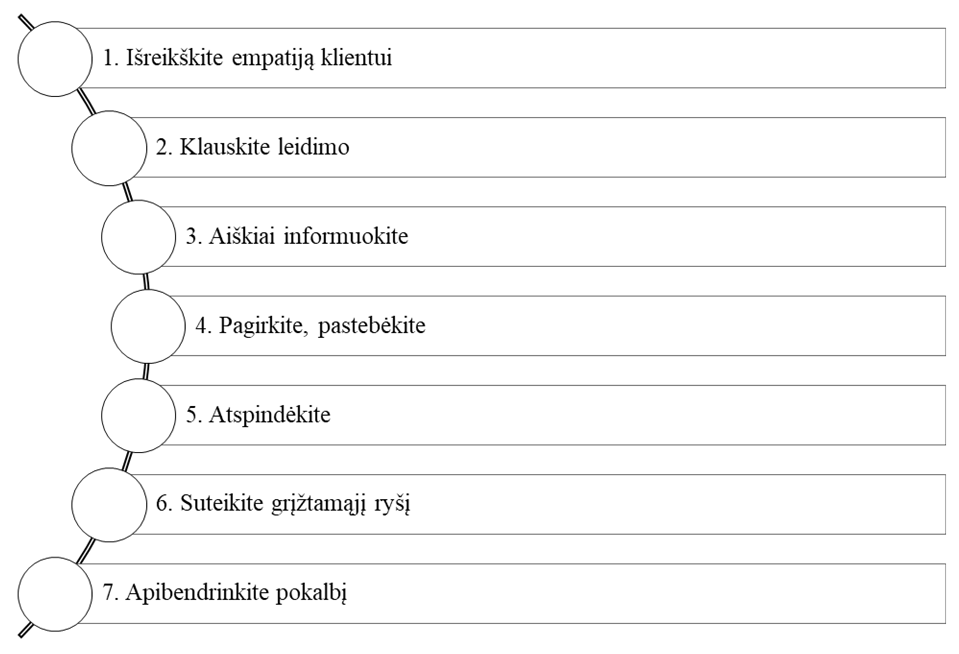 1. Išreikškite empatiją klientui
2. Klauskite leidimo
3. Aiškiai informuokite
4. Pagirkite, pastebėkite
5. Atspindėkite
6. Suteikite grįžtamąjį ryšį
7. Apibendrinkite pokalbį